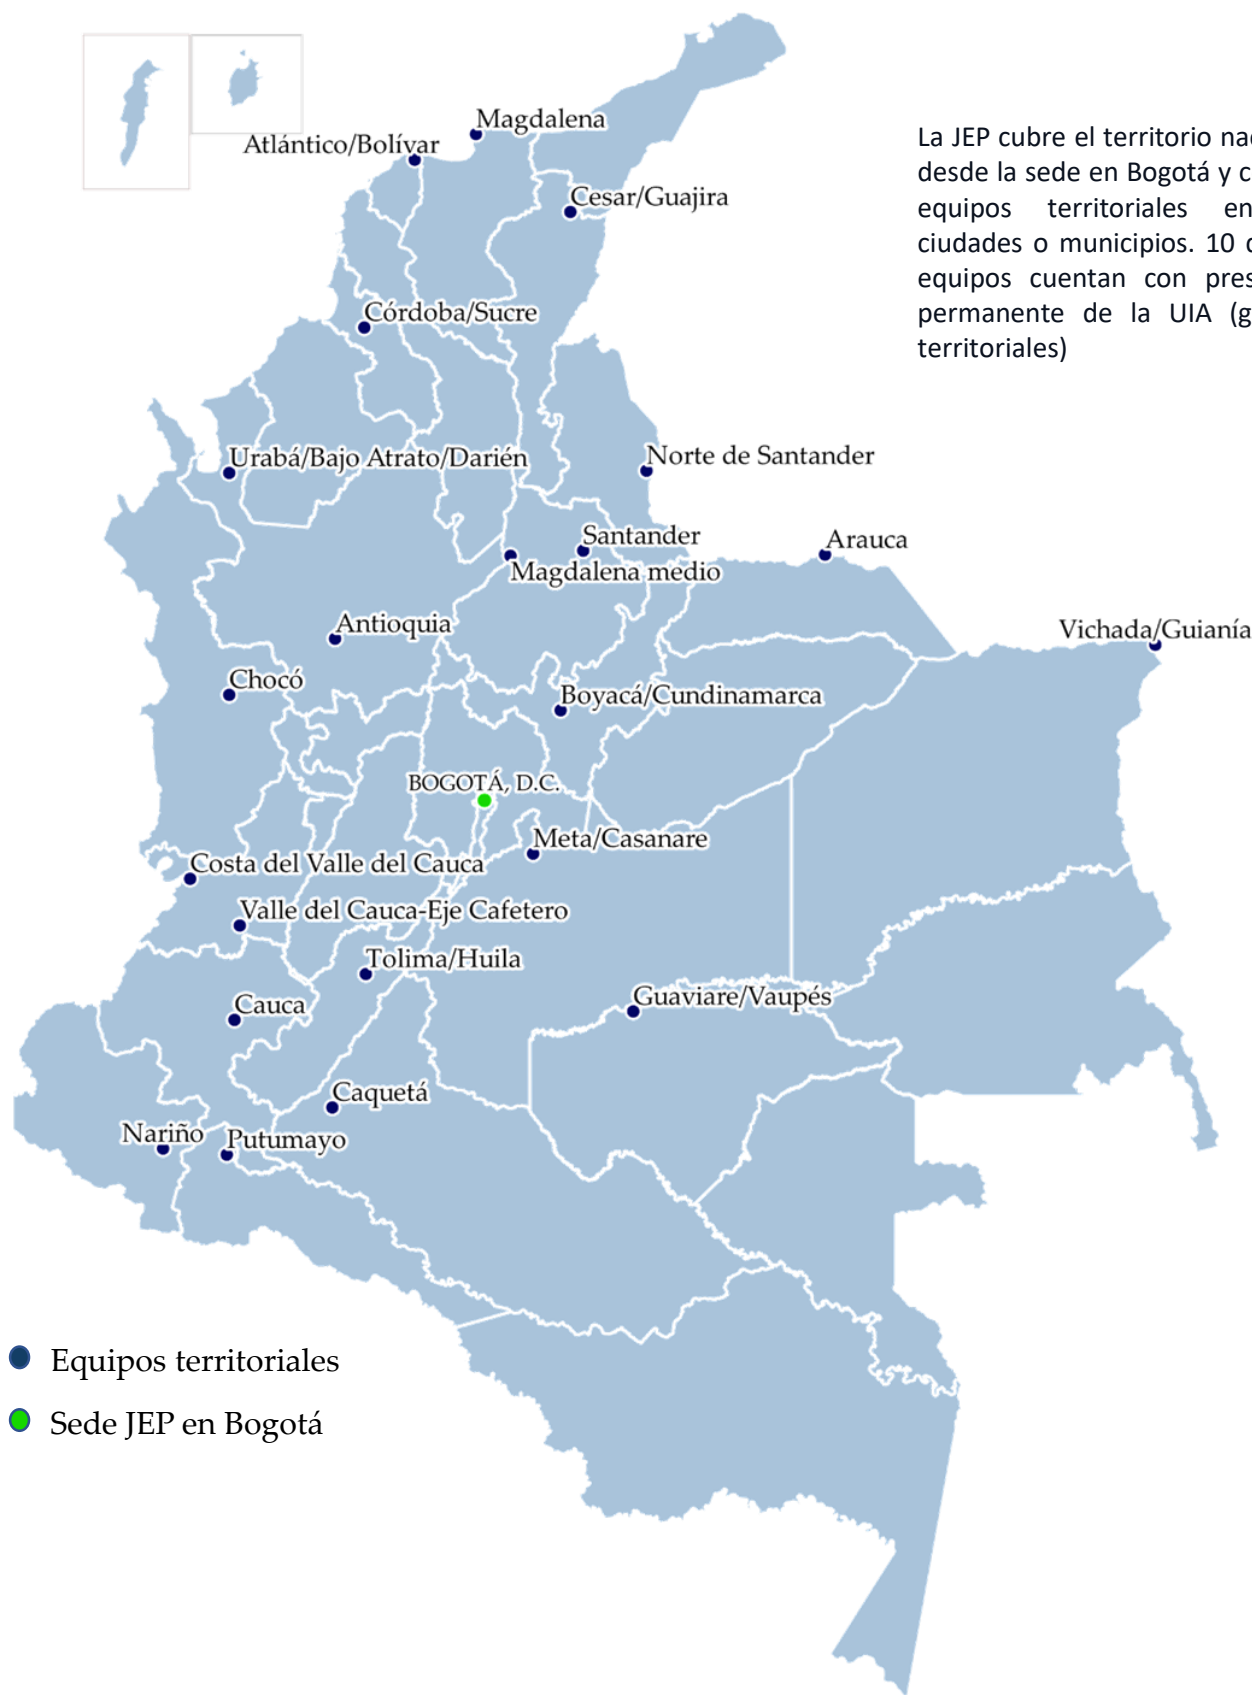 Magdalena
Atlántico/Bolívar
La JEP cubre el territorio
desde la sede en Bogotá y
equipos territoriales en
ciudades o municipios. 10
equipos cuentan con
permanente de la UIA
territoriales)
Cesar/Guajira
Córdoba/Sucre
Urabá/Bajo Atrato/Darién
Norte de Santander
Santander
Arauca
Magdalena medio
Antioquia
Vichada/Guianía
Chocó
Boyacá/Cundinamarca
BOGOTÁ, D.C.
Meta/Casanare
Costa del Valle del Cauca
Valle del Cauca-Eje Cafetero
Tolima/Huila
Guaviare/Vaupés
Cauca
Caquetá
Nariño
Putumayo
Equipos territoriales
Sede JEP en Bogotá